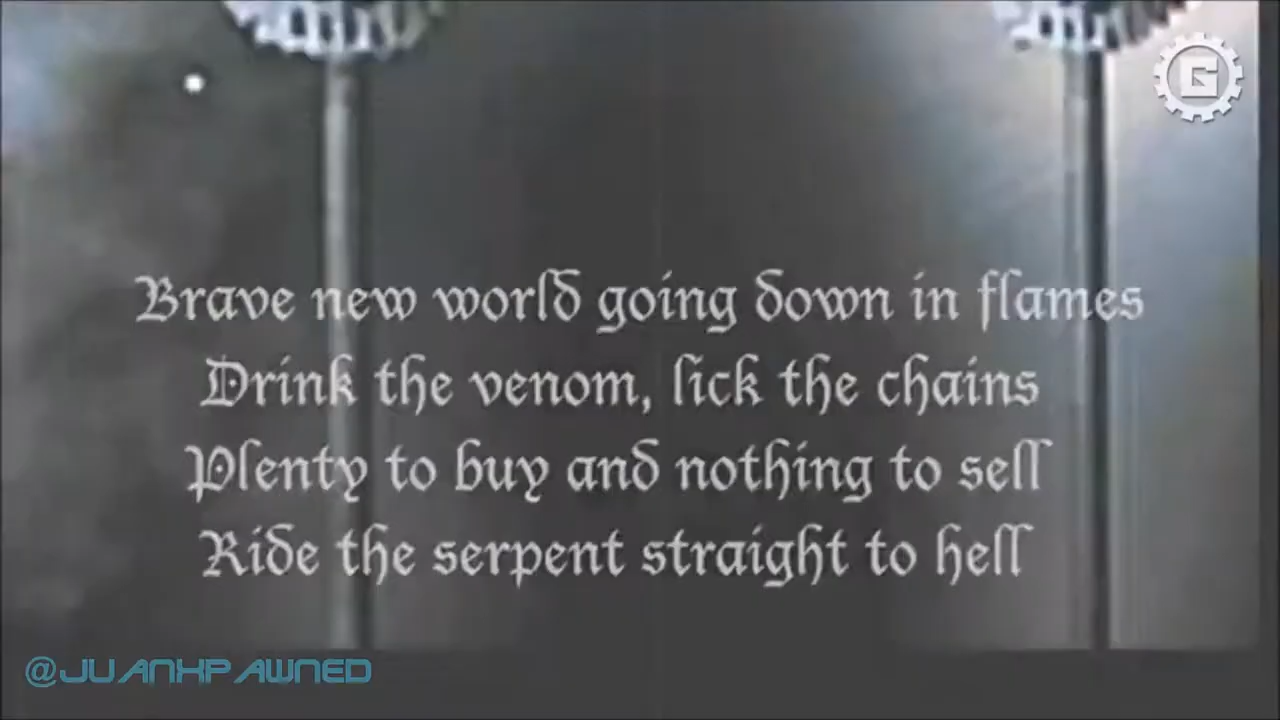 G
Brave new world going down in flames
Drink the venom, lick the chains
Plenty to buy and nothing to sell
Ride the serpent straight to hell
@JUANXPAWNED